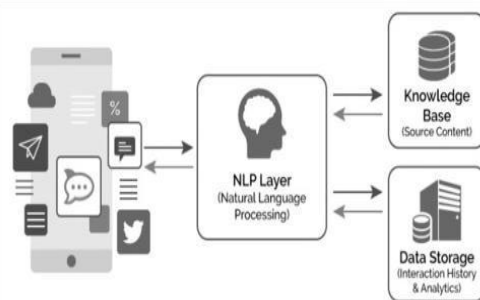 %
NLP Layer
(Natural Language
Processing)
Knowledge
Base
(Source Content)
Data Storage
(Interaction History
& Analytics)